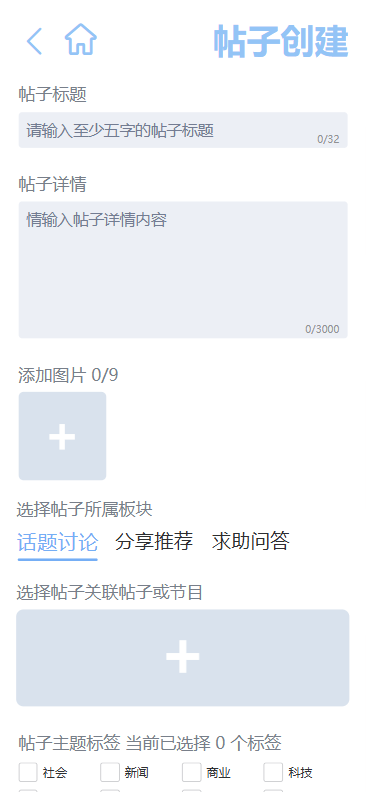 帖子创建
帖子标题
请输入至少五字的帖子标题
0/32
帖子详情
情输入帖子详情内容
0/3000
添加图片 0/9
选择帖子所属板块
话题讨论 分享推荐 求助问答
选择帖子关联帖子或节目
帖子主题标签 当前已选择 0 个标签
社会 新闻 商业 科技